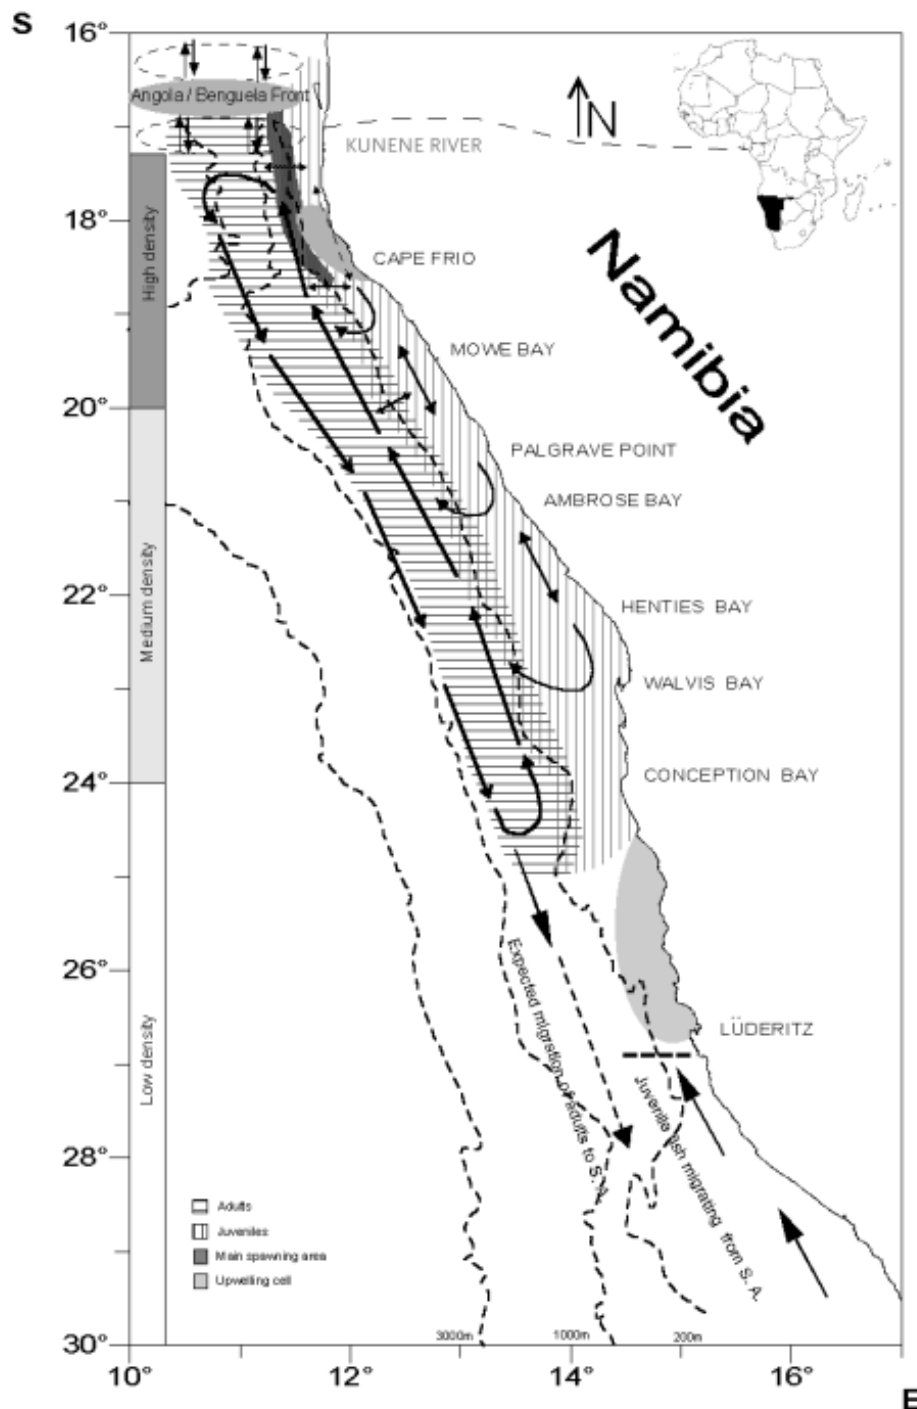 S
16°
Angola / Benguela Front
N
KUNENE RIVER
18°
High density
CAPE FRIO
Namibia
MOWE BAY
20°
PALGRAVE POINT
AMBROSE BAY
Medium density
22°
HENTIES BAY
WALVIS BAY
24°
CONCEPTION BAY
26°
Expected migration of adults to S. A.
LÜDERITZ
Low density
Juvenile fish migrating from S. A.
28°
Adults
Juveniles
Main spawning area
Upwelling cell
3000m
1000m
200m
30°
10°
12°
14°
16°
E